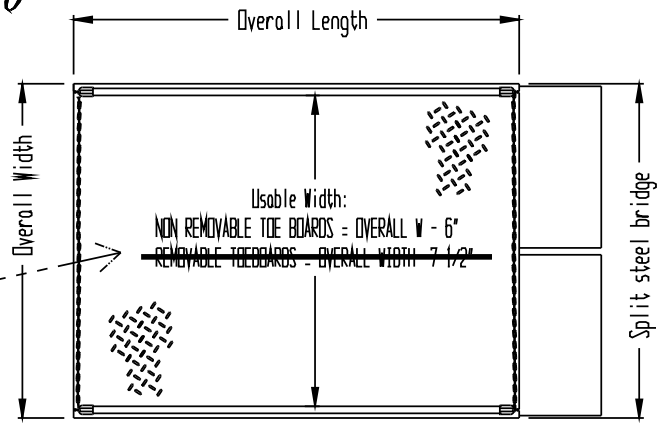 Overall Length
Overall Width
Usable Width:
NON REMOVABLE TOE BOARDS = OVERALL W - 6"
REMOVABLE TOEBOARDS - OVERALL WIDTH 7 1/2"
Split steel bridge